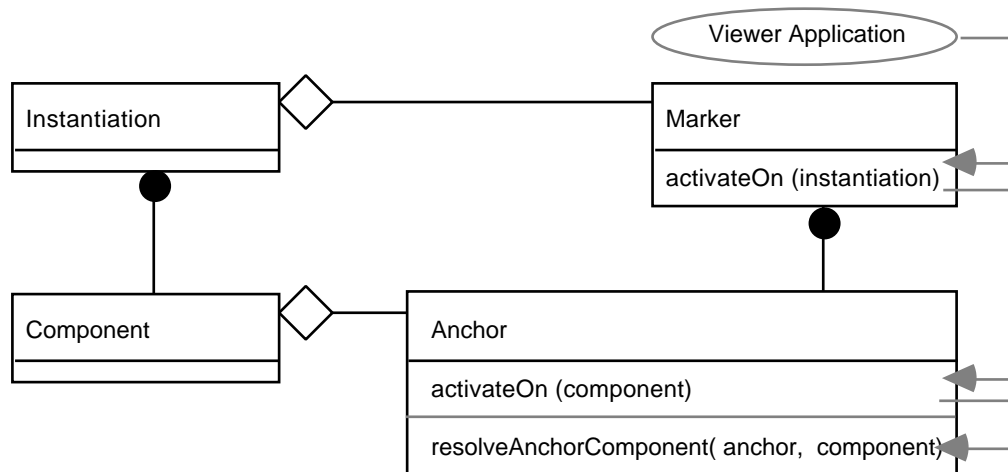 Viewer Application
Instantiation
Marker
activateOn (instantiation)
Component
Anchor
activateOn (component)
resolveAnchorComponent( anchor,  component)